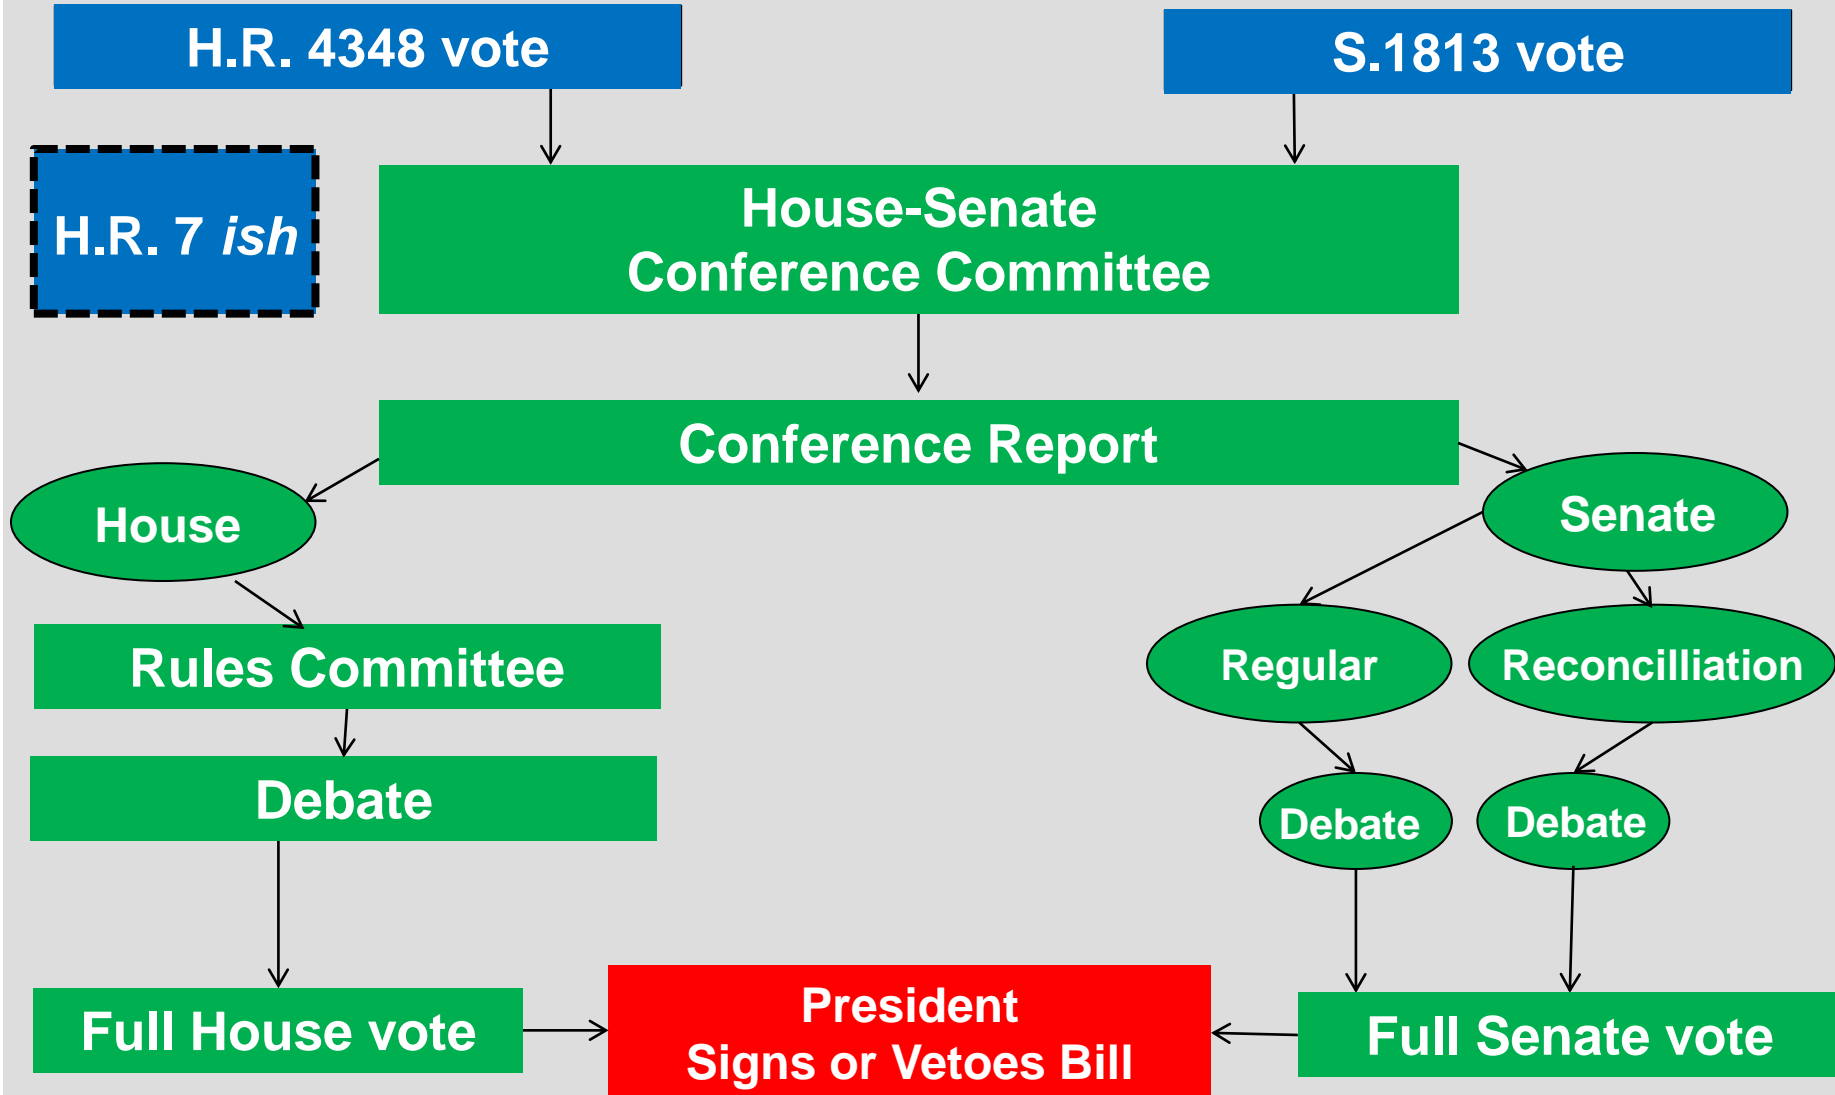 H.R. 4348 vote
S.1813 vote
H.R. 7 ish
House-Senate
Conference Committee
Conference Report
House
Senate
Rules Committee
Regular
Reconcilliation
Debate
Debate
Debate
Full House vote
President
Signs or Vetoes Bill
Full Senate vote